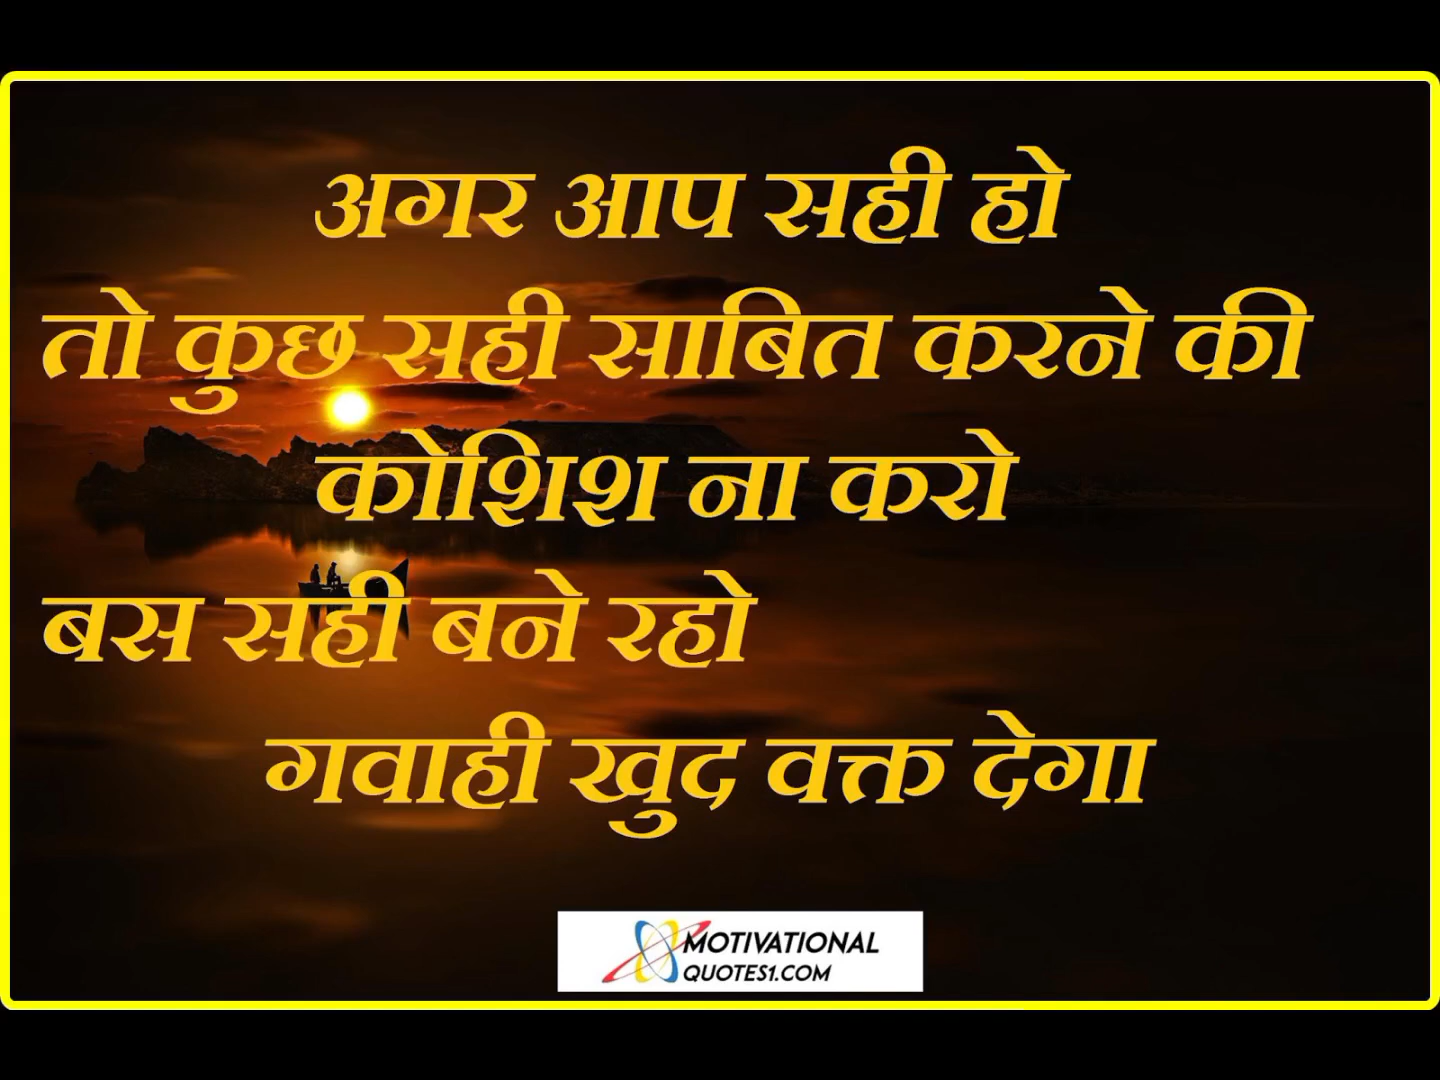 अगर आप सही हो
तो कुछ सही साबित करने की
कोशिश ना करो
बस सही बने रहो
गवाही खुद वक्त देगा
MOTIVATIONAL
QUOTES1.COM